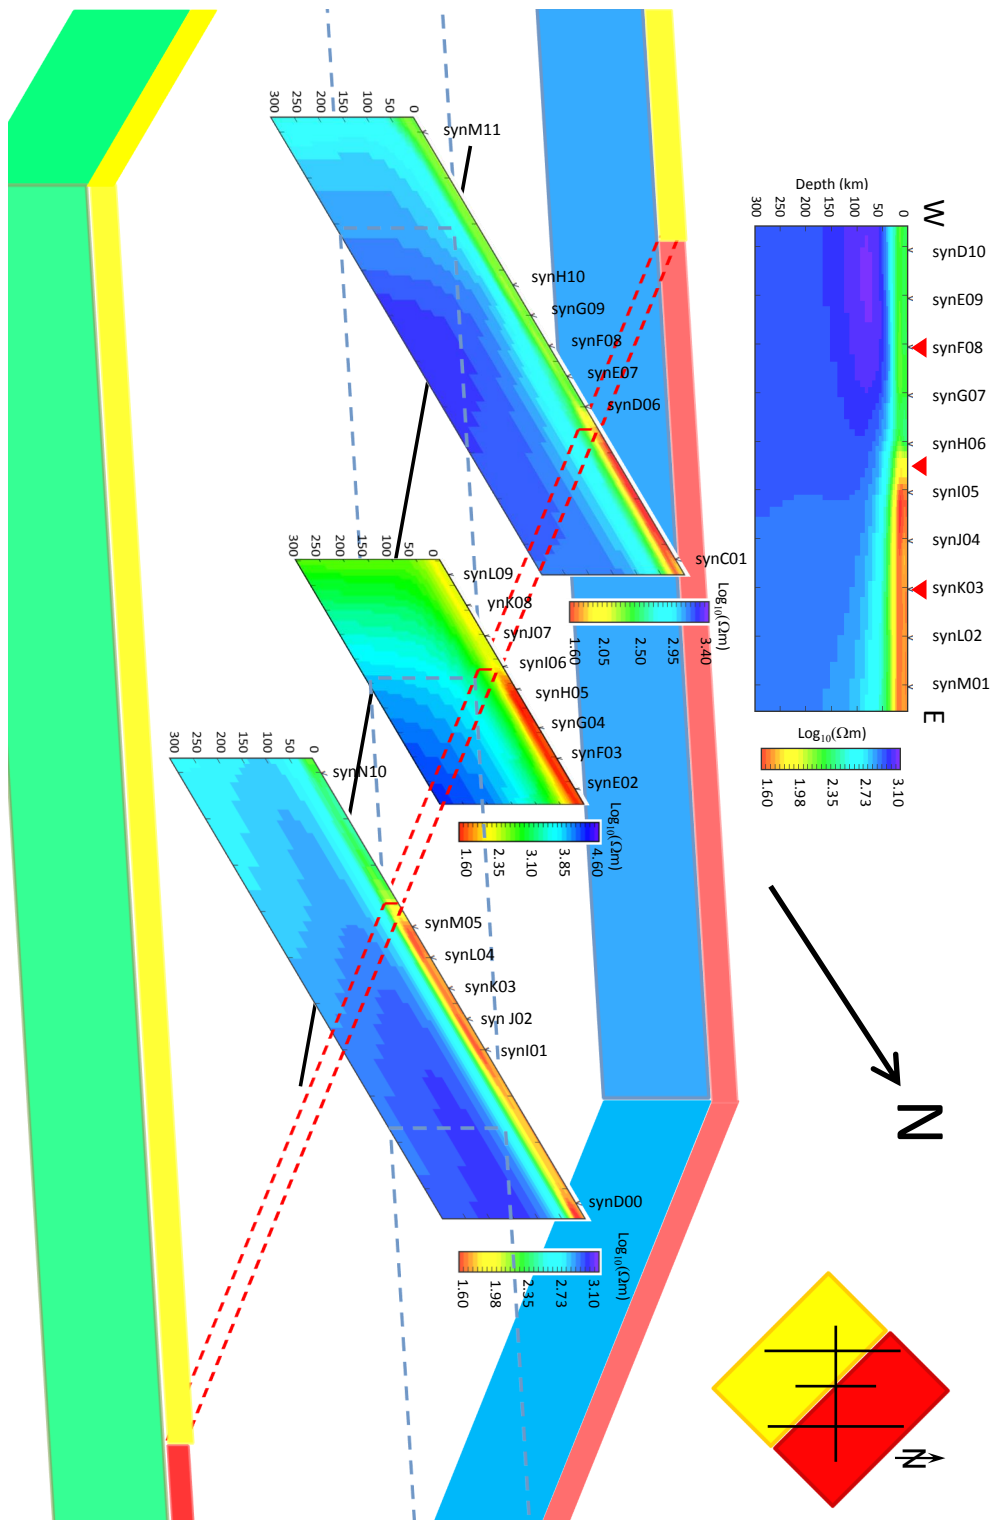 W
E
Depth (km)
0
50
100
150
200
250
300
synD10
synE09
synF08
synG07
synH06
synI05
synJ04
synK03
synL02
synM01
Log10(Ωm)
3.10
2.73
2.35
1.98
1.60
N
N
0
50
100
150
200
250
300
synM11
synH10
synG09
synF08
synE07
synD06
synC01
Log10(Ωm)
3.40
2.95
2.50
2.05
1.60
0
50
100
150
200
250
300
synL09
ynK08
synJ07
synI06
synH05
synG04
synF03
synE02
Log10(Ωm)
4.60
3.85
3.10
2.35
1.60
0
50
100
150
200
250
300
synN10
synM05
synL04
synK03
syn J02
synI01
synD00
Log10(Ωm)
3.10
2.73
2.35
1.98
1.60